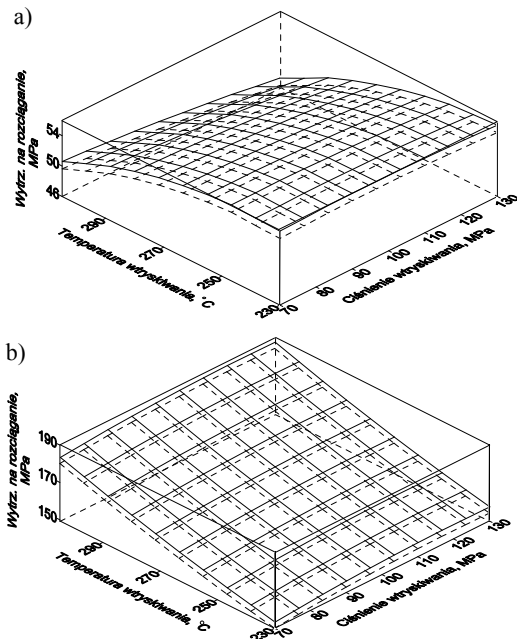 a)
Wytrz. na rozciąganie,
MPa
54
50
46
290
270
250
230
Temperatura wtryskiwania, °C
70
80
90
100
110
120
130
Ciśnienie wtryskiwania, MPa
b)
Wytrz. na rozciąganie,
MPa
190
170
150
290
270
250
230
Temperatura wtryskiwania, °C
70
80
90
100
110
120
130
Ciśnienie wtryskiwania, MPa